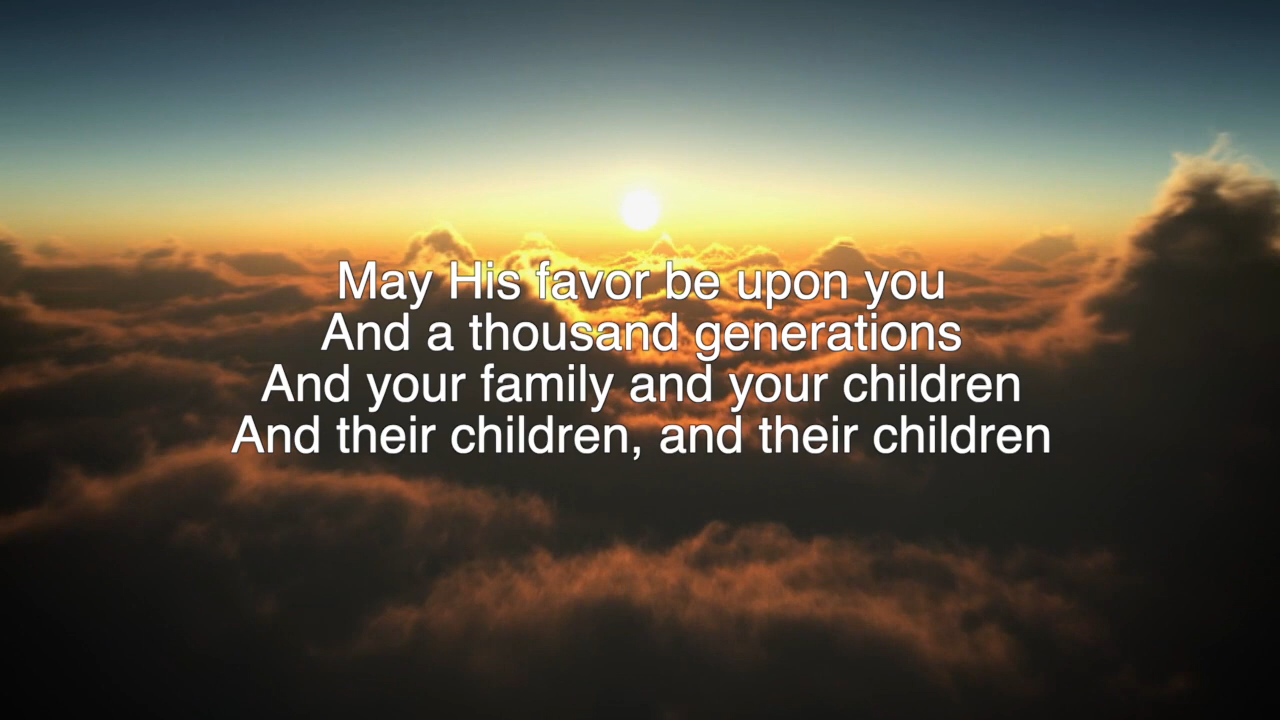 May His favor be upon you
And a thousand generations
And your family and your children
And their children, and their children